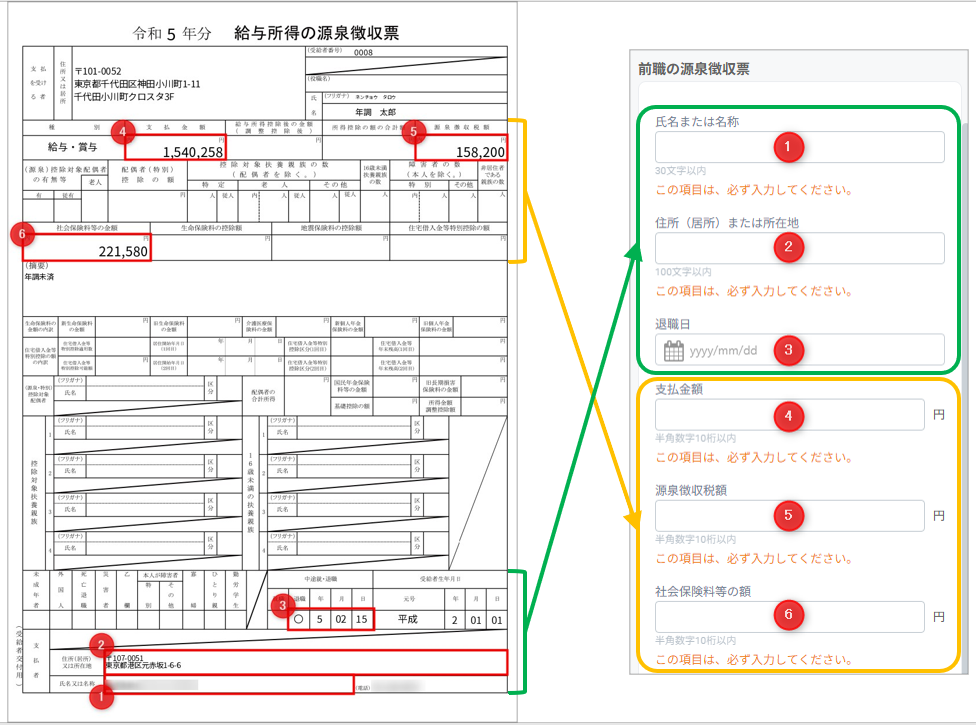 令和 5 年分 給与所得の源泉徴収票
支払を受ける者
住所又は居所
〒101-0052
東京都千代田区神田小川町1-11
千代田小川町クロスタ3F
(受給者番号) 0008
(役職名)
氏名
(フリガナ) ネンチョウ タロウ
年調 太郎
種別
支払金額
給与所得控除後の金額
(調整控除後)
所得控除の額の合計額
源泉徴収税額
給与・賞与
4
円
1,540,258
5
円
158,200
(源泉)控除対象配偶者
の有無等
老人
配偶者(特別)
控除の額
控除対象扶養親族の数
(配偶者を除く。)
16歳未満
扶養親族
の数
障害者の数
(本人を除く。)
非居住者
である
親族の数
特定
老人
その他
特別
その他
有
従有
円
人
従人
内
人
従人
人
従人
人
内
人
人
人
社会保険料等の金額
生命保険料の控除額
地震保険料の控除額
住宅借入金等特別控除の額
6
円
221,580
円
円
円
(摘要)
年調未済
生命保険料の
金額の内訳
新生命保険料
の金額
円
旧生命保険料
の金額
円
介護医療保
険料の金額
円
新個人年金
保険料の金額
円
旧個人年金
保険料の金額
円
住宅借入金等
特別控除の額
の内訳
住宅借入金等
特別控除適用数
居住開始年月日
(1回目)
年
月
日
住宅借入金等特別
控除区分(1回目)
住宅借入金等
年末残高(1回目)
円
住宅借入金等
特別控除可能額
円
居住開始年月日
(2回目)
年
月
日
住宅借入金等特別
控除区分(2回目)
住宅借入金等
年末残高(2回目)
円
(源泉・特別)
控除対象
配偶者
(フリガナ)
氏名
区分
配偶者の
合計所得
円
国民年金保険
料等の金額
円
旧長期損害
保険料の金額
円
基礎控除の額
円
所得金額
調整控除額
円
控除対象扶養親族
16歳未満の扶養親族
1
(フリガナ)
氏名
区分
1
(フリガナ)
氏名
区分
2
(フリガナ)
氏名
区分
2
(フリガナ)
氏名
区分
3
(フリガナ)
氏名
区分
3
(フリガナ)
氏名
区分
4
(フリガナ)
氏名
区分
4
(フリガナ)
氏名
区分
未成年者
外国人
死亡退職
災害者
乙欄
本人が障害者
特別
その他
寡婦
ひとり親
勤労学生
中途就・退職
受給者生年月日
退職
年
月
日
元号
年
月
日
3
〇
5
02
15
平成
2
01
01
(受給者交付用)
支払者
2
住所(居所)
又は所在地
〒107-0051
東京都港区元赤坂1-6-6
氏名又は名称
(電話)
1
前職の源泉徴収票
氏名または名称
1
30文字以内
この項目は、必ず入力してください。
住所(居所)または所在地
2
100文字以内
この項目は、必ず入力してください。
退職日
yyyy/mm/dd
3
支払金額
4
円
半角数字10桁以内
この項目は、必ず入力してください。
源泉徴収税額
5
円
半角数字10桁以内
この項目は、必ず入力してください。
社会保険料等の額
6
円
半角数字10桁以内
この項目は、必ず入力してください。